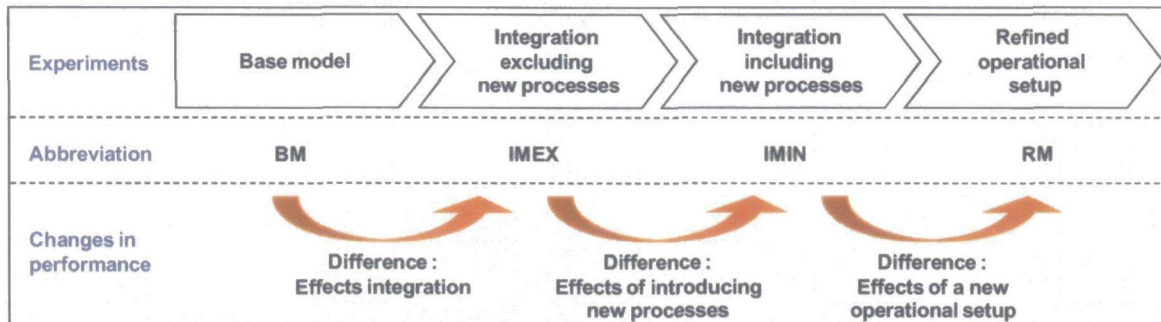 Experiments
Base model
Integration
excluding
new processes
Integration
including
new processes
Refined
operational
setup
Abbreviation
BM
IMEX
IMIN
RM
Changes in
performance
Difference :
Effects integration
Difference :
Effects of introducing
new processes
Difference :
Effects of a new
operational setup